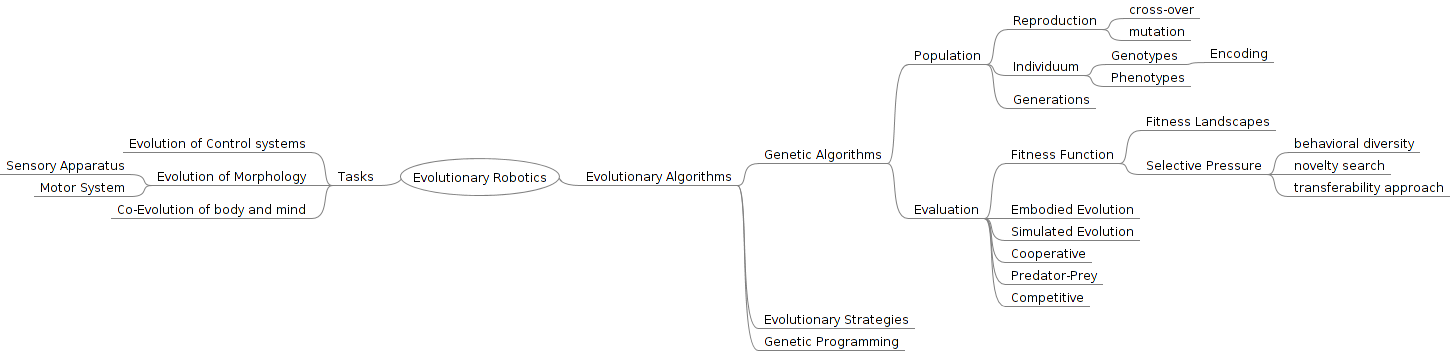 Evolutionary Robotics
Tasks
Evolution of Control systems
Evolution of Morphology
Sensory Apparatus
Motor System
Co-Evolution of body and mind
Evolutionary Algorithms
Genetic Algorithms
Population
Reproduction
cross-over
mutation
Individuum
Genotypes
Encoding
Phenotypes
Generations
Evaluation
Fitness Function
Fitness Landscapes
Selective Pressure
behavioral diversity
novelty search
transferability approach
Embodied Evolution
Simulated Evolution
Cooperative
Predator-Prey
Competitive
Evolutionary Strategies
Genetic Programming